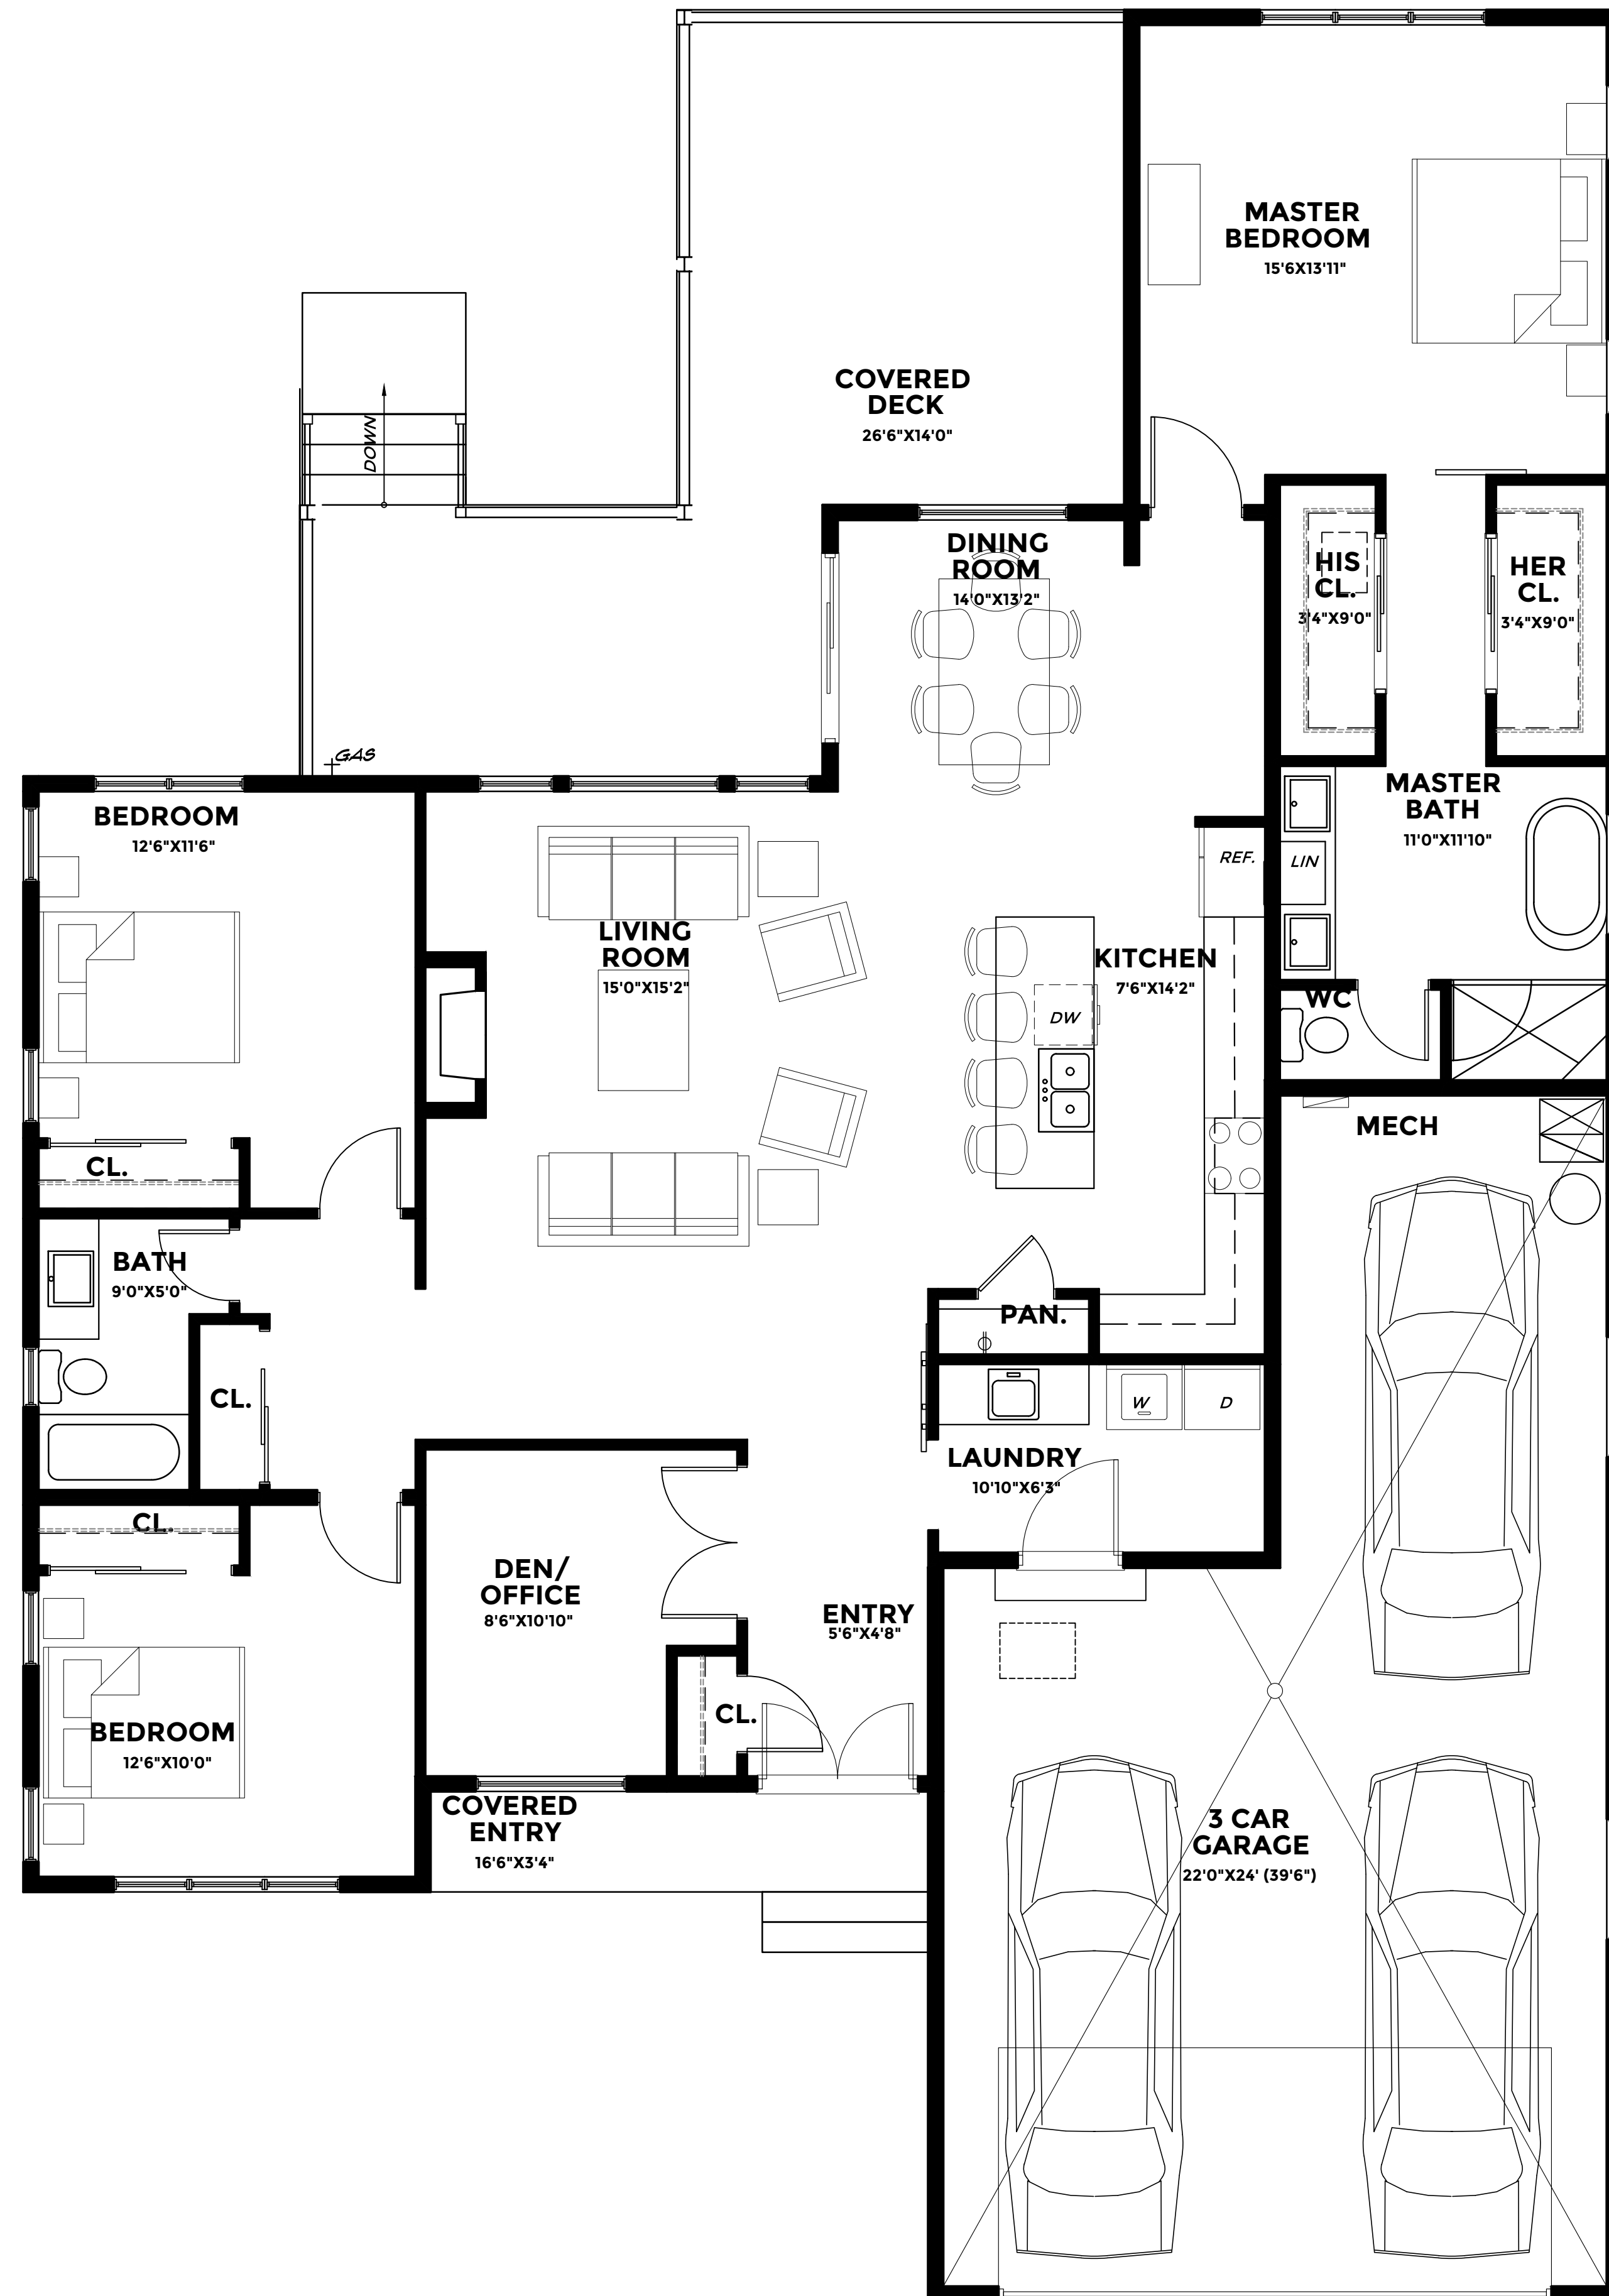 MASTER
BEDROOM
15'6X13'11"
COVERED
DECK
26'6"X14'0"
DOWN
DINING
ROOM
14'0"X13'2"
HIS
CL.
3'4"X9'0"
HER
CL.
3'4"X9'0"
GAS
BEDROOM
12'6"X11'6"
MASTER
BATH
11'0"X11'10"
REF.
LIN
LIVING
ROOM
15'0"X15'2"
KITCHEN
7'6"X14'2"
DW
WC
MECH
CL.
BATH
9'0"X5'0"
PAN.
CL.
W
D
LAUNDRY
10'10"X6'3"
CL.
DEN/
OFFICE
8'6"X10'10"
ENTRY
5'6"X4'8"
CL.
BEDROOM
12'6"X10'0"
COVERED
ENTRY
16'6"X3'4"
3 CAR
GARAGE
22'0"X24' (39'6")